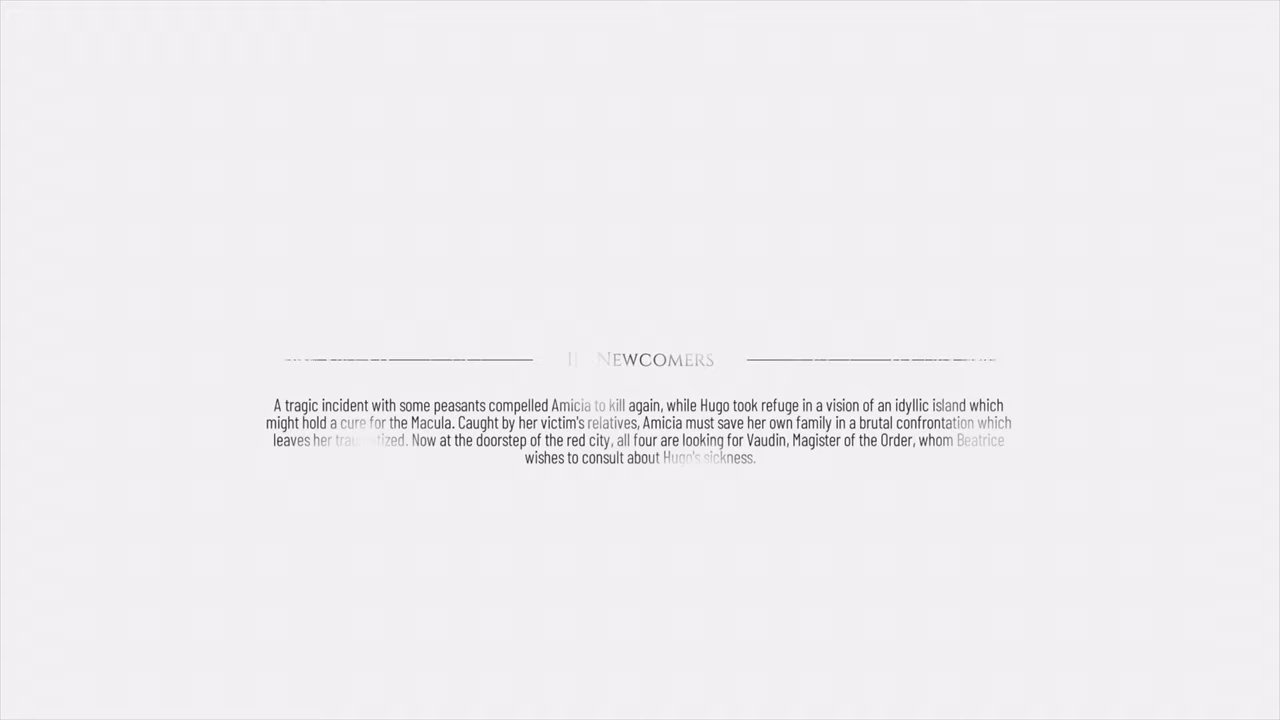 II - Newcomers
A tragic incident with some peasants compelled Amicia to kill again, while Hugo took refuge in a vision of an idyllic island which
might hold a cure for the Macula. Caught by her victim's relatives, Amicia must save her own family in a brutal confrontation which
leaves her traumatized. Now at the doorstep of the red city, all four are looking for Vaudin, Magister of the Order, whom Beatrice
wishes to consult about Hugo's sickness.